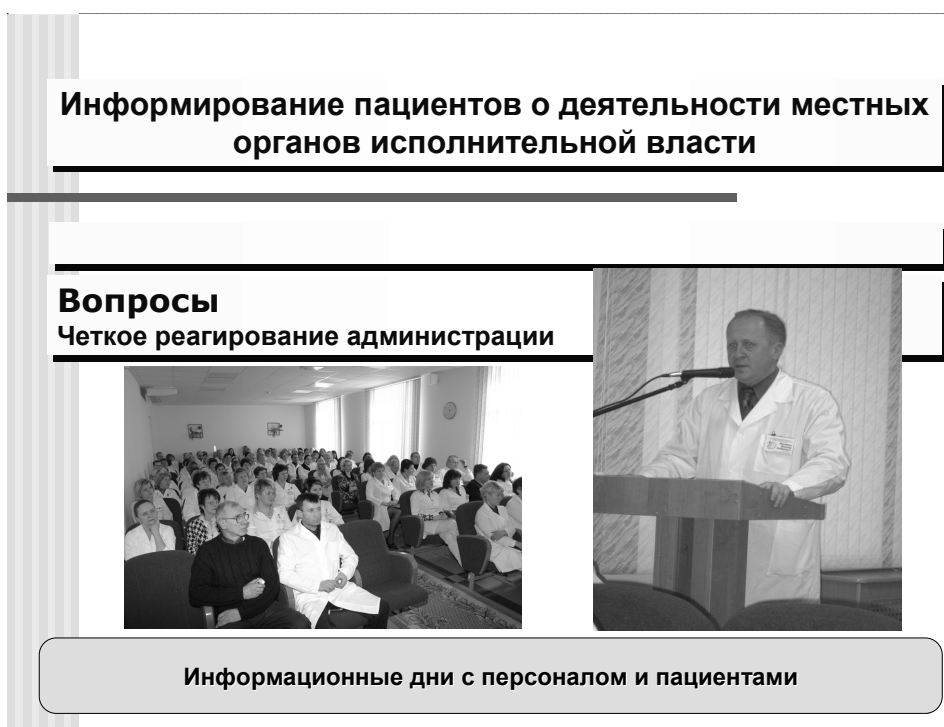 Информирование пациентов о деятельности местных
органов исполнительной власти
Вопросы
Четкое реагирование администрации
Информационные дни с персоналом и пациентами